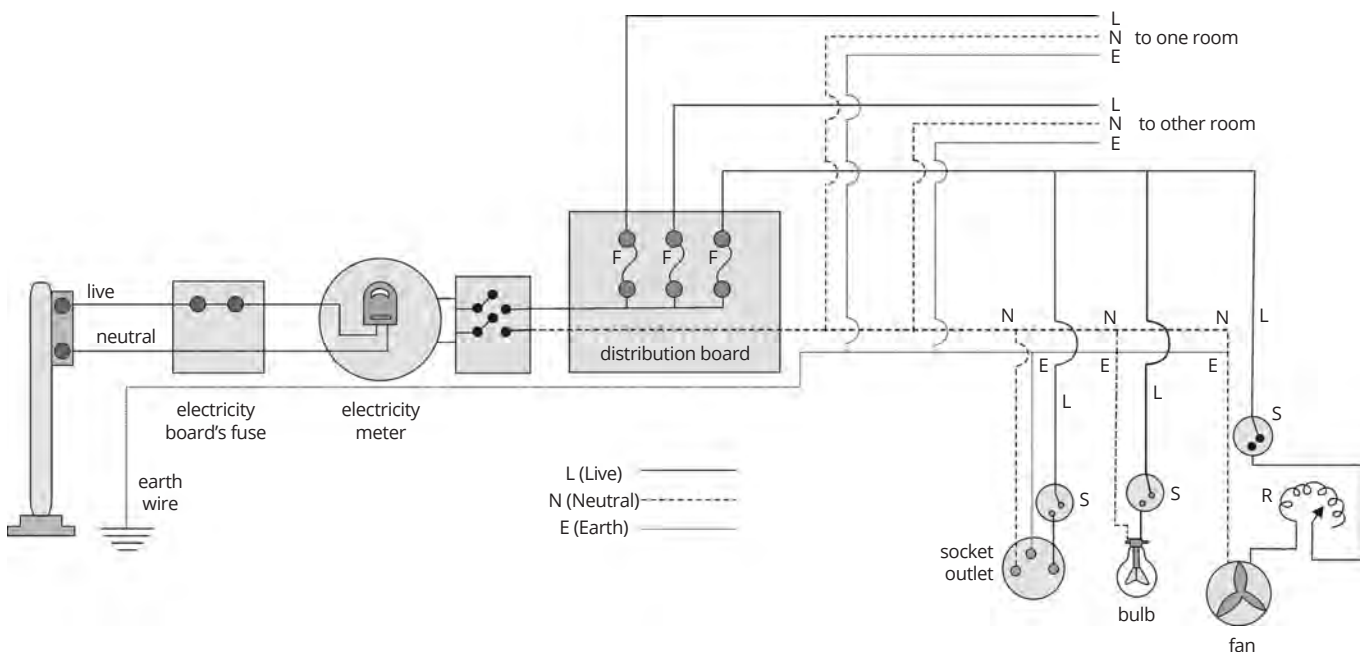 L
N to one room
E
L
N to other room
E
F F F
live
neutral
distribution board
electricity
board's fuse
electricity
meter
earth
wire
L (Live)
N (Neutral)
E (Earth)
N N N L
E E E
L L
S
S S
R
socket
outlet
bulb
fan